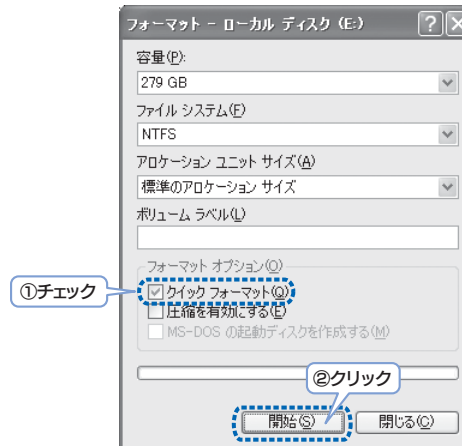 フォーマット - ローカル ディスク (E:)
容量(P):
279 GB
ファイル システム(F)
NTFS
アロケーション ユニット サイズ(A)
標準のアロケーション サイズ
ボリューム ラベル(L)
フォーマット オプション(O)
①チェック
クイック フォーマット(Q)
圧縮を有効にする(E)
MS-DOS の起動ディスクを作成する(M)
②クリック
開始(S)
閉じる(C)